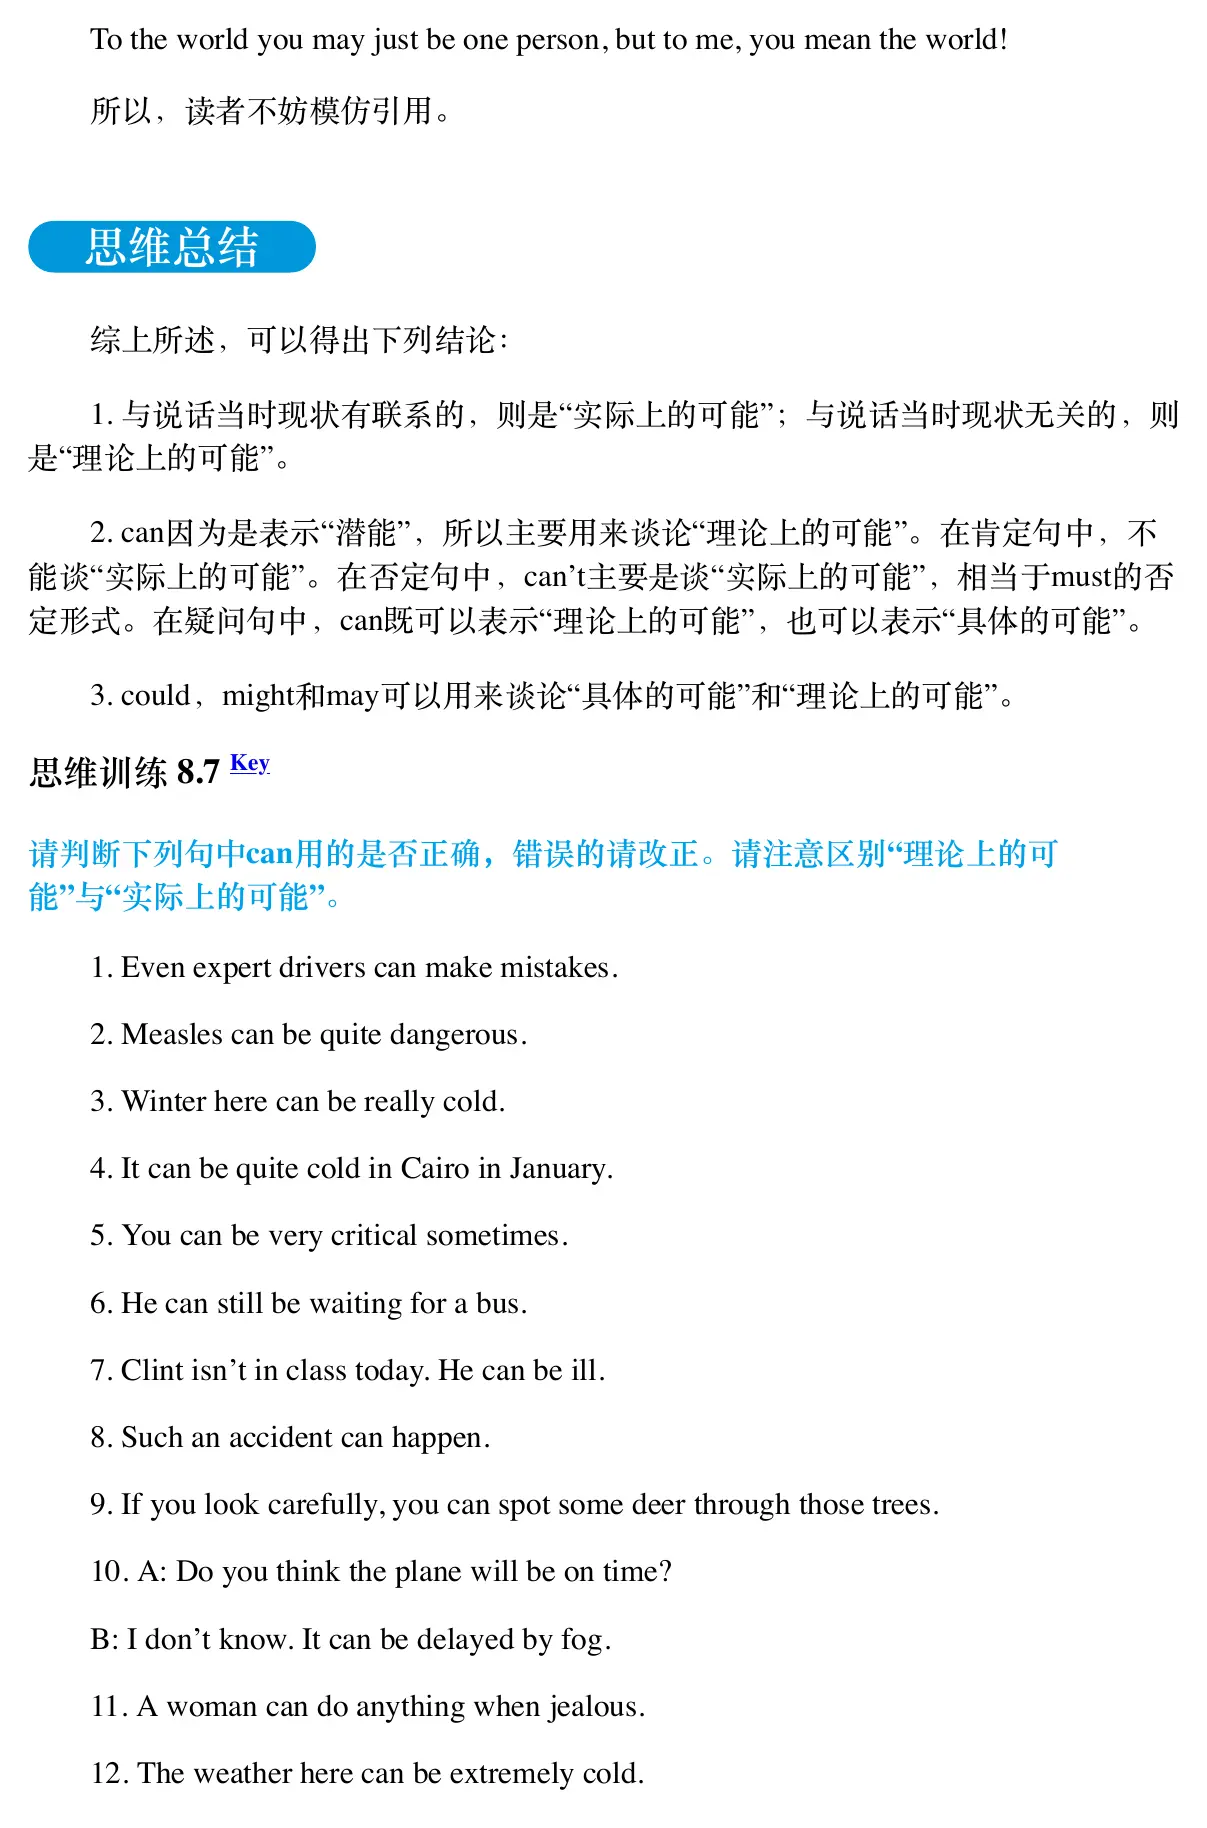 To the world you may just be one person, but to me, you mean the world!
所以，读者不妨模仿引用。
思维总结
综上所述，可以得出下列结论：
1. 与说话当时现状有联系的，则是“实际上的可能”；与说话当时现状无关的，则
是“理论上的可能”。
2. can因为是表示“潜能”，所以主要用来谈论“理论上的可能”。在肯定句中，不
能谈“实际上的可能”。在否定句中，can’t主要是谈“实际上的可能”，相当于must的否
定形式。在疑问句中，can既可以表示“理论上的可能”，也可以表示“具体的可能”。
3. could，might和may可以用来谈论“具体的可能”和“理论上的可能”。
思维训练 8.7 Key
请判断下列句中can用的是否正确，错误的请改正。请注意区别“理论上的可
能”与“实际上的可能”。
1. Even expert drivers can make mistakes.
2. Measles can be quite dangerous.
3. Winter here can be really cold.
4. It can be quite cold in Cairo in January.
5. You can be very critical sometimes.
6. He can still be waiting for a bus.
7. Clint isn’t in class today. He can be ill.
8. Such an accident can happen.
9. If you look carefully, you can spot some deer through those trees.
10. A: Do you think the plane will be on time?
B: I don’t know. It can be delayed by fog.
11. A woman can do anything when jealous.
12. The weather here can be extremely cold.